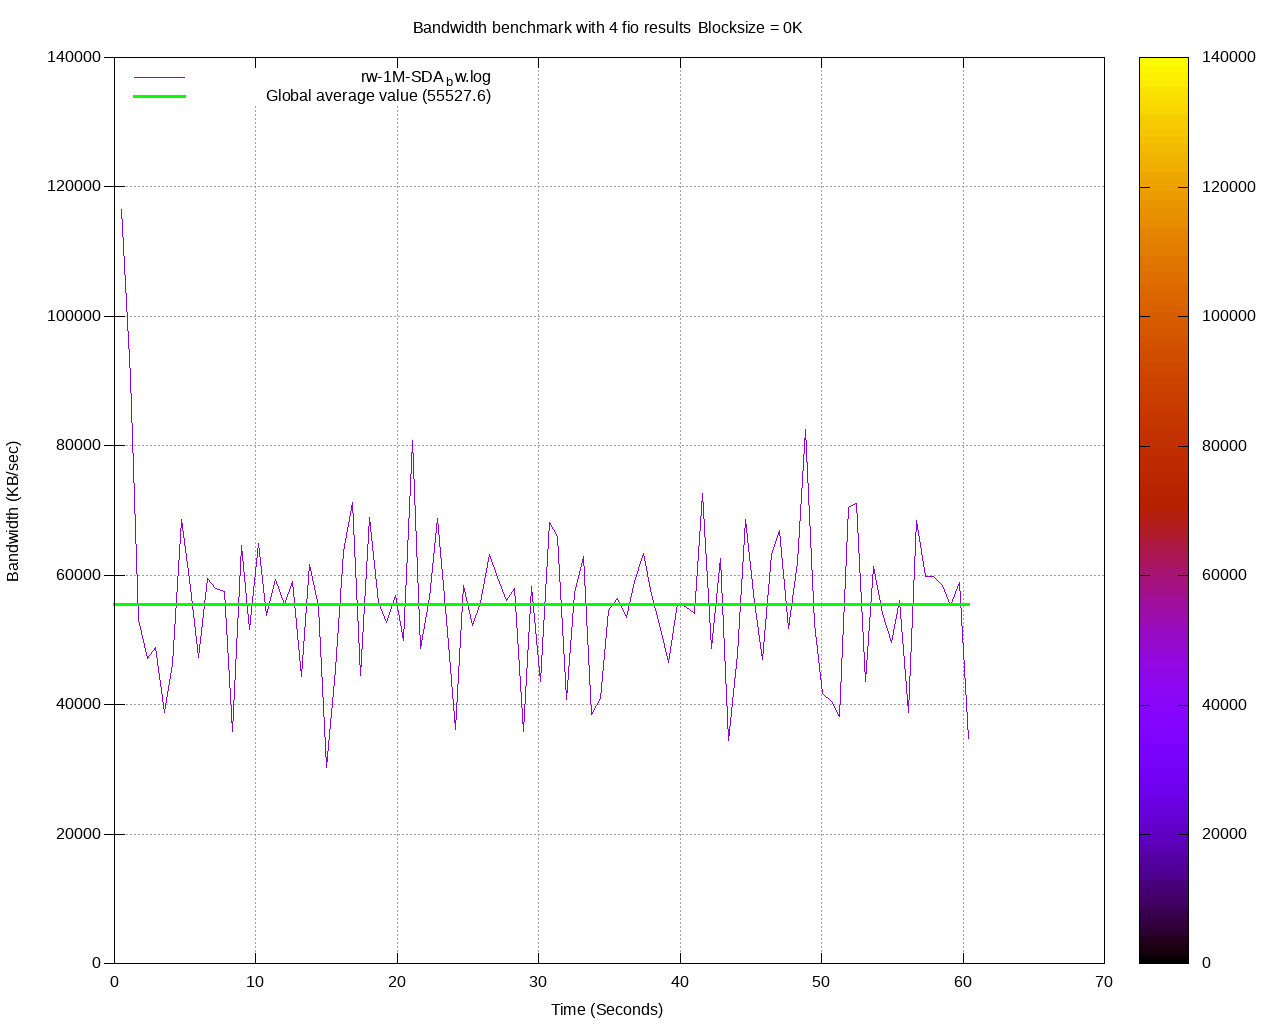 Bandwidth benchmark with 4 fio results Blocksize = 0K
rw-1M-SDAbw.log
Global average value (55527.6)
140000
120000
100000
80000
60000
40000
20000
0
Bandwidth (KB/sec)
0 10 20 30 40 50 60 70
Time (Seconds)
140000
120000
100000
80000
60000
40000
20000
0